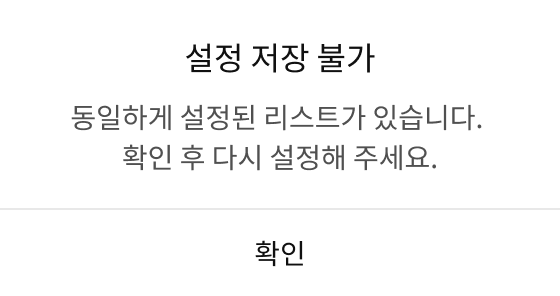 설정 저장 불가
동일하게 설정된 리스트가 있습니다.
확인 후 다시 설정해 주세요.
확인